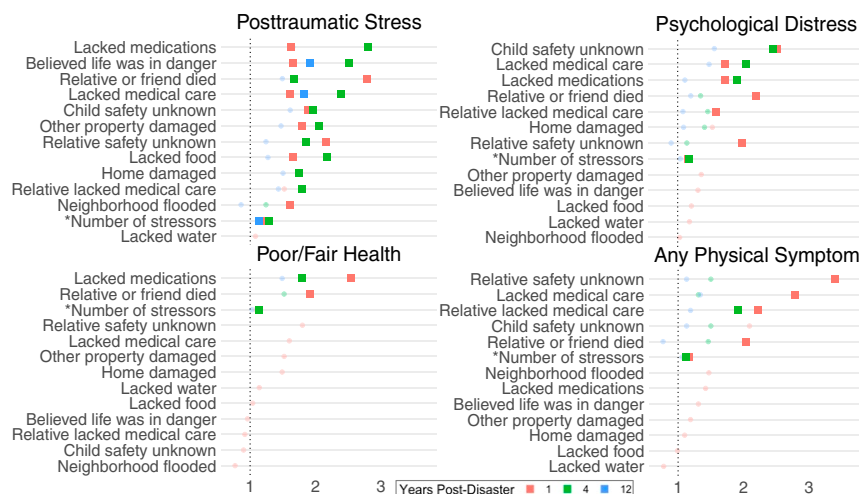 Posttraumatic Stress
Lacked medications
Believed life was in danger
Relative or friend died
Lacked medical care
Child safety unknown
Other property damaged
Relative safety unknown
Lacked food
Home damaged
Relative lacked medical care
Neighborhood flooded
*Number of stressors
Lacked water
1 2 3
Psychological Distress
Child safety unknown
Lacked medical care
Lacked medications
Relative or friend died
Relative lacked medical care
Home damaged
Relative safety unknown
*Number of stressors
Other property damaged
Believed life was in danger
Lacked food
Lacked water
Neighborhood flooded
1 2 3
Poor/Fair Health
Lacked medications
Relative or friend died
*Number of stressors
Relative safety unknown
Lacked medical care
Other property damaged
Home damaged
Lacked water
Lacked food
Believed life was in danger
Relative lacked medical care
Child safety unknown
Neighborhood flooded
1 2 3
Any Physical Symptom
Relative safety unknown
Lacked medical care
Relative lacked medical care
Child safety unknown
Relative or friend died
*Number of stressors
Neighborhood flooded
Lacked medications
Believed life was in danger
Other property damaged
Home damaged
Lacked food
Lacked water
1 2 3
Years Post-Disaster 1 4 12